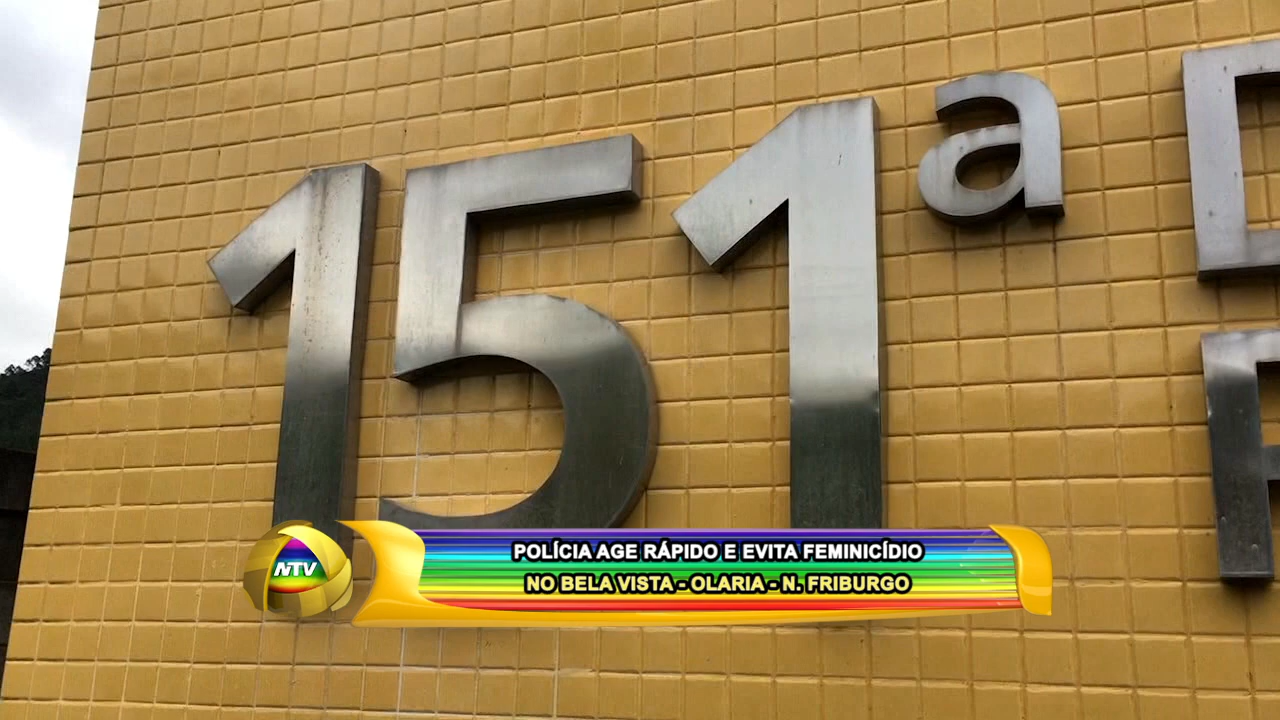 151ª D
NTV
POLÍCIA AGE RÁPIDO E EVITA FEMINICÍDIO
NO BELA VISTA - OLARIA - N. FRIBURGO